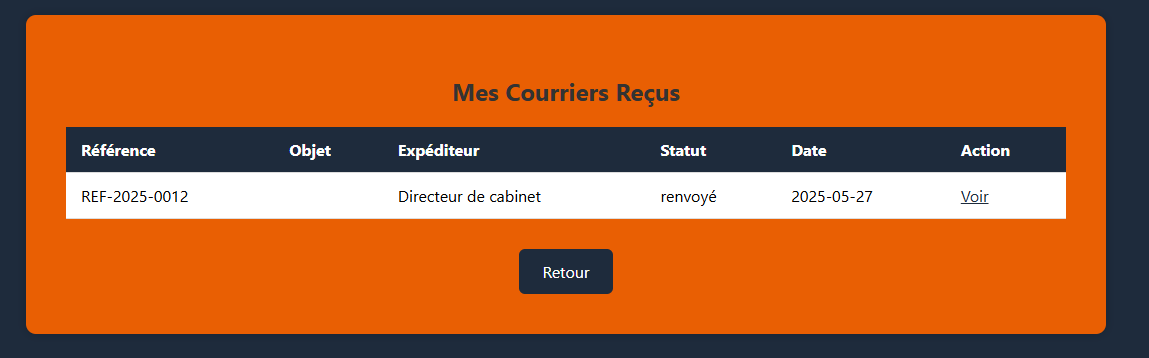 Mes Courriers Reçus
Référence Objet Expéditeur Statut Date Action
REF-2025-0012 Directeur de cabinet renvoyé 2025-05-27 Voir
Retour